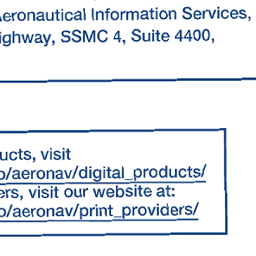 Aeronautical Information Services,
ighway, SSMC 4, Suite 4400,
ucts, visit
o/aeronav/digital_products/
ers, visit our website at:
o/aeronav/print_providers/